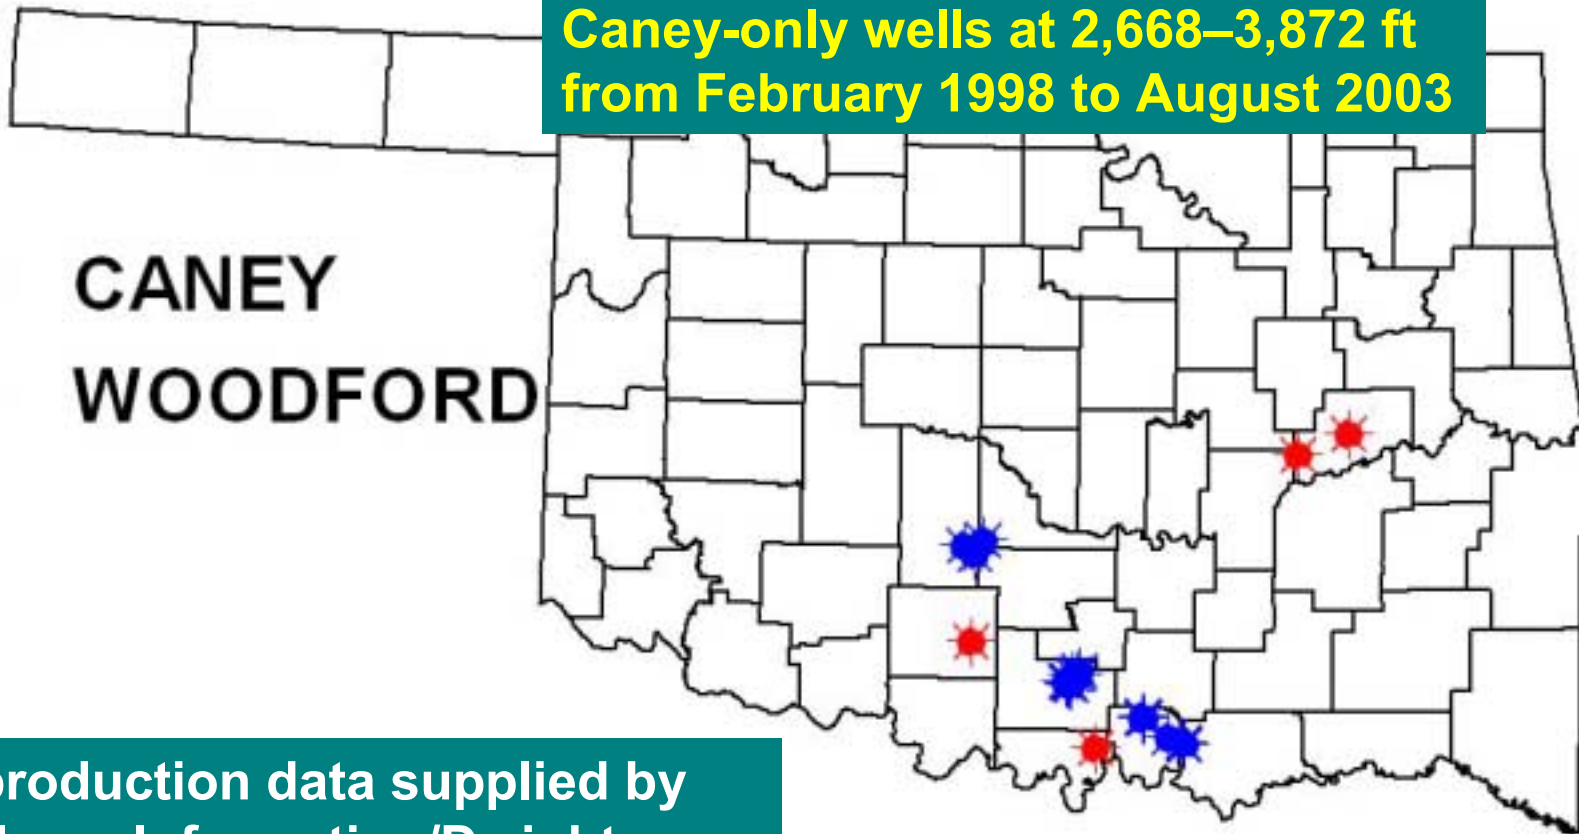 Caney-only wells at 2,668–3,872 ft
from February 1998 to August 2003
CANEY
WOODFORD
production data supplied by